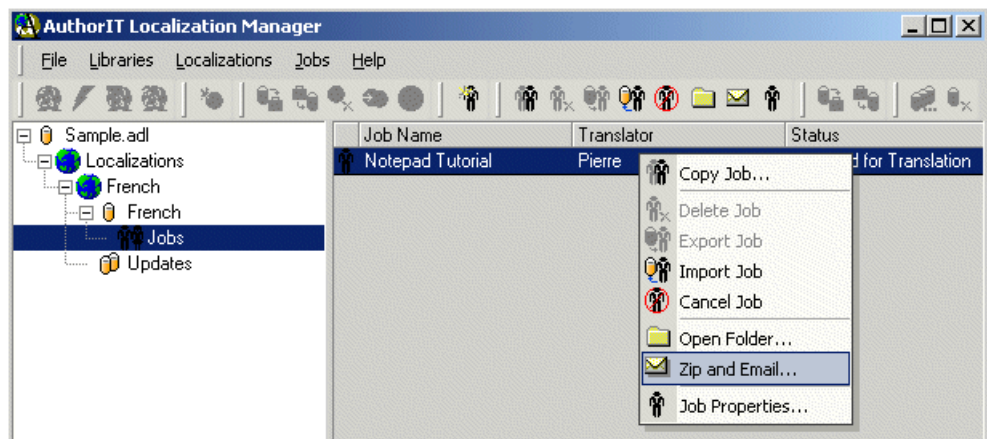 AuthorIT Localization Manager
File Libraries Localizations Jobs Help
Sample.adl
Localizations
French
French
Jobs
Updates
Job Name Translator Status
Notepad Tutorial Pierre for Translation
Copy Job...
Delete Job
Export Job
Import Job
Cancel Job
Open Folder...
Zip and Email...
Job Properties...